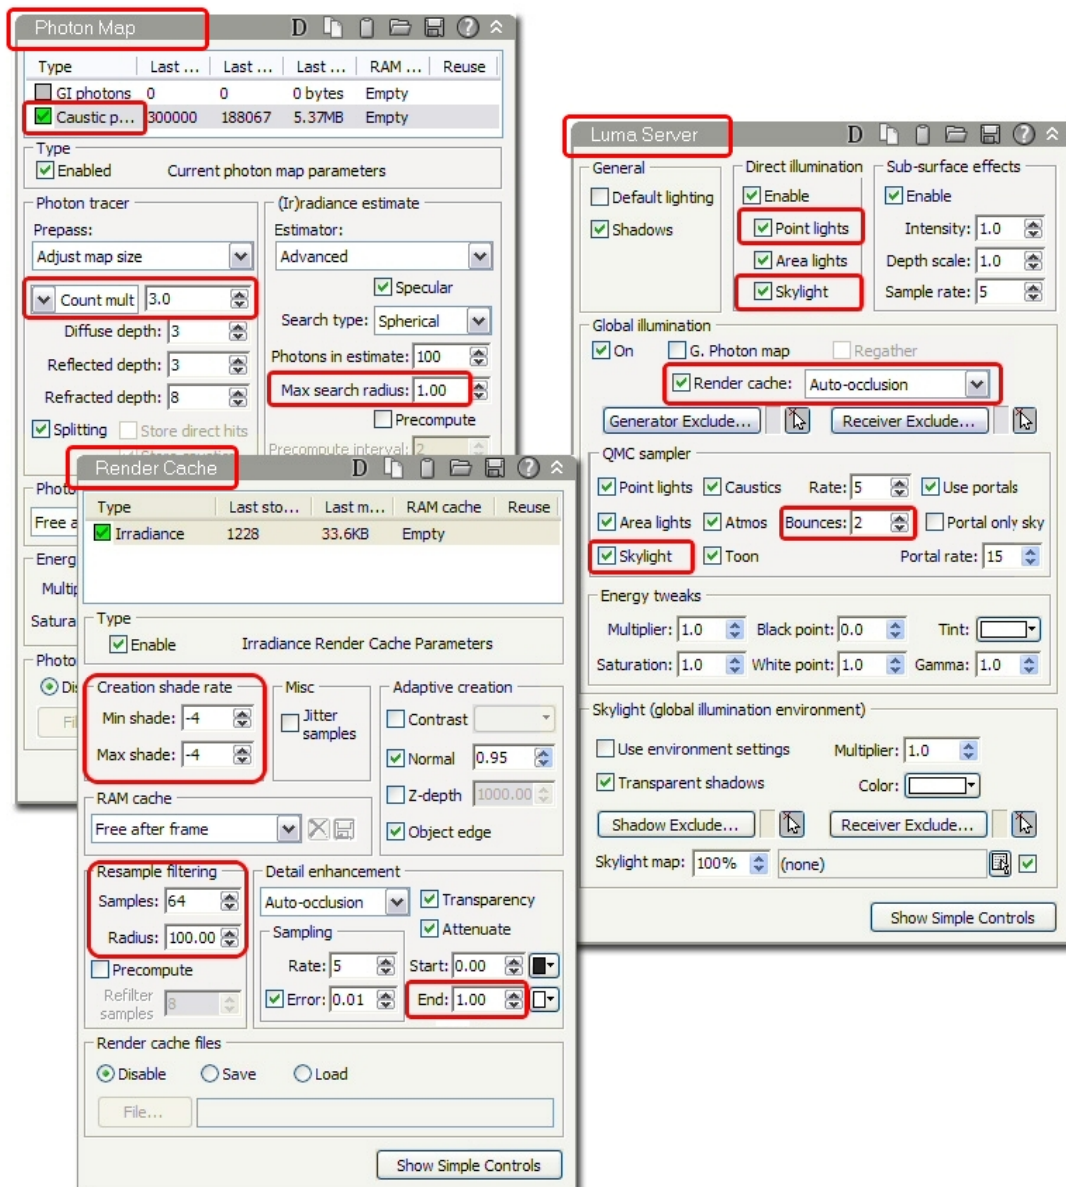 Photon Map D
Type Last ... Last ... Last ... RAM ... Reuse
GI photons 0 0 0 bytes Empty
Caustic p... 300000 188067 5.37MB Empty
Type
Enabled Current photon map parameters
Photon tracer
Prepass:
Adjust map size
Count mult 3.0
Diffuse depth: 3
Reflected depth: 3
Refracted depth: 8
Splitting Store direct hits
(Ir)radiance estimate
Estimator:
Advanced
Specular
Search type: Spherical
Photons in estimate: 100
Max search radius: 1.00
Precompute
Precompute interval: 2
Photo
Free a
Energ
Multip
Satura
Photo
Dis
Fi
Render Cache D
Type Last sto... Last m... RAM cache Reuse
Irradiance 1228 33.6KB Empty
Type
Enable Irradiance Render Cache Parameters
Creation shade rate
Min shade: -4
Max shade: -4
Misc
Jitter
samples
Adaptive creation
Contrast
Normal 0.95
Z-depth 1000.00
Object edge
RAM cache
Free after frame
Resample filtering
Samples: 64
Radius: 100.00
Precompute
Refilter
samples 8
Detail enhancement
Auto-occlusion Transparency
Attenuate
Sampling
Rate: 5 Start: 0.00
Error: 0.01 End: 1.00
Render cache files
Disable Save Load
File...
Show Simple Controls
Luma Server D
General
Default lighting
Shadows
Direct illumination
Enable
Point lights
Area lights
Skylight
Sub-surface effects
Enable
Intensity: 1.0
Depth scale: 1.0
Sample rate: 5
Global illumination
On G. Photon map Regather
Render cache: Auto-occlusion
Generator Exclude... Receiver Exclude...
QMC sampler
Point lights Caustics Rate: 5 Use portals
Area lights Atmos Bounces: 2 Portal only sky
Skylight Toon Portal rate: 15
Energy tweaks
Multiplier: 1.0 Black point: 0.0 Tint:
Saturation: 1.0 White point: 1.0 Gamma: 1.0
Skylight (global illumination environment)
Use environment settings Multiplier: 1.0
Transparent shadows Color:
Shadow Exclude... Receiver Exclude...
Skylight map: 100% (none)
Show Simple Controls